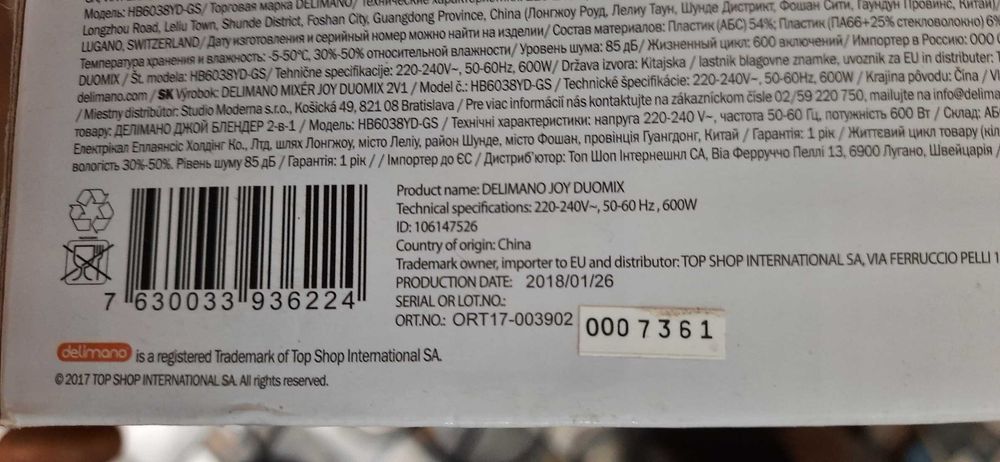 Модель: HB6038YD-GS/ Торговая марка DELIMANO/ Технические
Longzhou Road, Leliu Town, Shunde District, Foshan City, Guangdong Province, China (Лонгжоу Роуд, Лелиу Таун, Шунде Дистрикт, Фошан Сити, Гаундун Провинс, Китай)/
LUGANO, SWITZERLAND/ Дату изготовления и серийный номер можно найти на изделии/ Состав материалов: Пластик (АБС) 54%; Пластик (ПА66+25% стекловолокно) 6%
Температура хранения и влажность: -5-50°C, 30%-50% относительной влажности/ Уровень шума: 85 дБ/ Жизненный цикл: 600 включений/ Импортер в Россию: ООО
DUOMIX / Št. modela: HB6038YD-GS/ Tehnične specifikacije: 220-240V~, 50-60Hz, 600W/ Država izvora: Kitajska / lastnik blagovne znamke, uvoznik za EU in distributer:
delimano.com / SK Výrobok: DELIMANO MIXÉR JOY DUOMIX 2V1 / Model č.: HB6038YD-GS/ Technické špecifikácie: 220-240V~, 50-60Hz, 600W / Krajina pôvodu: Čína /
/ Miestny distribútor: Studio Moderna s.r.o., Košická 49, 821 08 Bratislava / Pre viac informácií nás kontaktujte na zákazníckom čísle 02/59 220 750, mailujte na info@delima
товару: ДЕЛІМАНО ДЖОЙ БЛЕНДЕР 2-в-1 / Модель: HB6038YD-GS / Технічні характеристики: напруга 220-240 V~, частота 50-60 Гц, потужність 600 Вт / Склад: АБ
Електрікал Еплаянсіс Холдінг Ко., Лтд, шлях Лонгжоу, місто Леліу, район Шунде, місто Фошан, провінція Гуангдонг, Китай / Гарантія: 1 рік / Життєвий цикл товару (кіл
вологість 30%-50%. Рівень шуму 85 дБ / Гарантія: 1 рік / / Імпортер до ЄС / Дистриб'ютор: Топ Шоп Інтернешнл СА, Віа Ферруччо Пеллі 13, 6900 Лугано, Швейцарія /
Product name: DELIMANO JOY DUOMIX
Technical specifications: 220-240V~, 50-60 Hz, 600W
ID: 106147526
Country of origin: China
Trademark owner, importer to EU and distributor: TOP SHOP INTERNATIONAL SA, VIA FERRUCCIO PELLI 1
PRODUCTION DATE: 2018/01/26
SERIAL OR LOT.NO.:
ORT.NO.: ORT17-003902
0007361
7 630033 936224
delimano is a registered Trademark of Top Shop International SA.
© 2017 TOP SHOP INTERNATIONAL SA. All rights reserved.